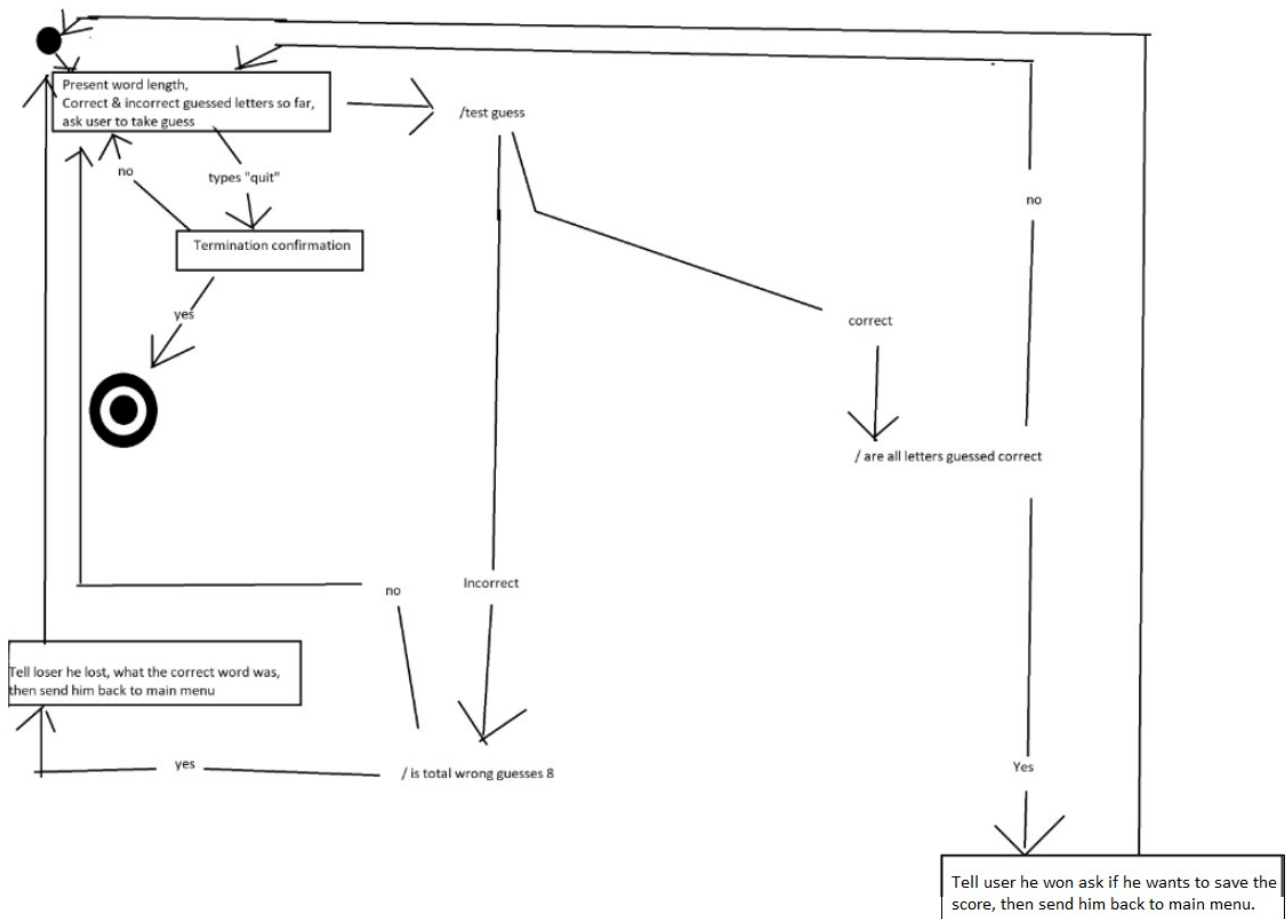 Present word length,
Correct & incorrect guessed letters so far,
ask user to take guess
/test guess
no
types "quit"
no
Termination confirmation
yes
correct
/ are all letters guessed correct
no
Incorrect
Tell loser he lost, what the correct word was,
then send him back to main menu
yes
/ is total wrong guesses 8
Yes
Tell user he won ask if he wants to save the
score, then send him back to main menu.